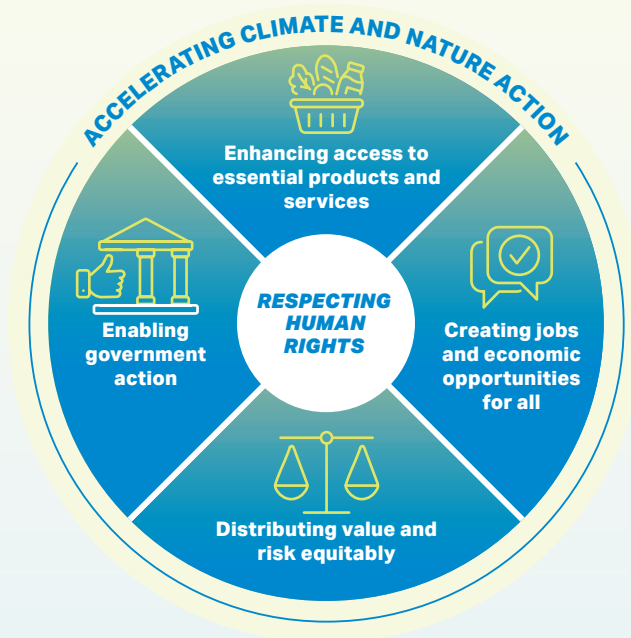 ACCELERATING CLIMATE AND NATURE ACTION
Enhancing access to
essential products and
services
RESPECTING
HUMAN
RIGHTS
Enabling
government
action
Creating jobs
and economic
opportunities
for all
Distributing value and
risk equitably